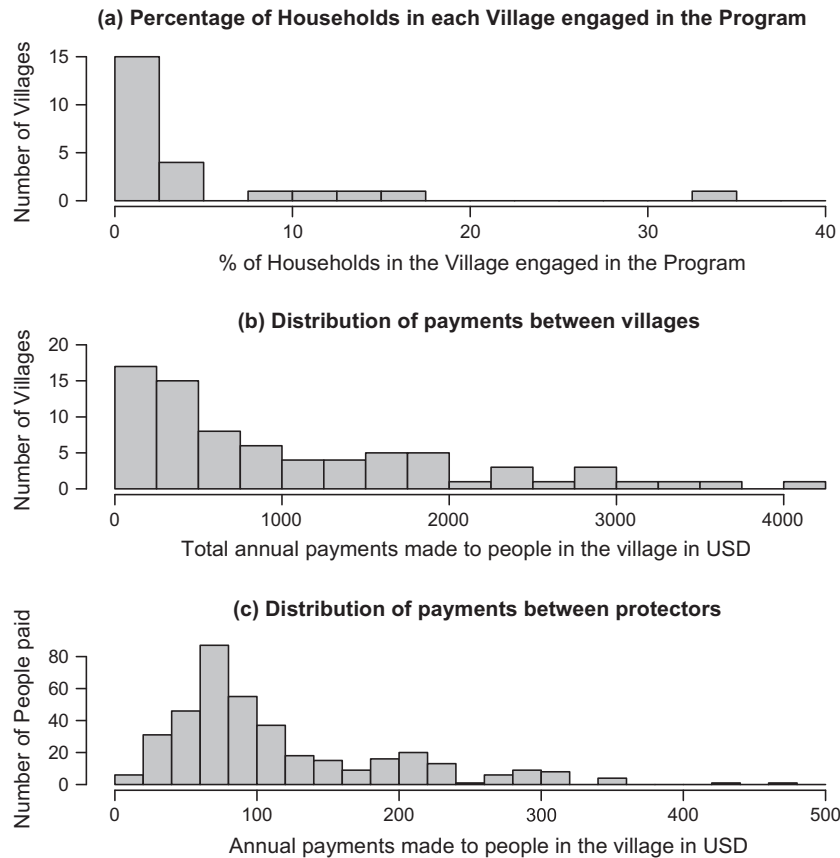 (a) Percentage of Households in each Village engaged in the Program
Number of Villages
15
10
5
0
0 10 20 30 40
% of Households in the Village engaged in the Program
(b) Distribution of payments between villages
Number of Villages
20
15
10
5
0
0 1000 2000 3000 4000
Total annual payments made to people in the village in USD
(c) Distribution of payments between protectors
Number of People paid
80
60
40
20
0
0 100 200 300 400 500
Annual payments made to people in the village in USD